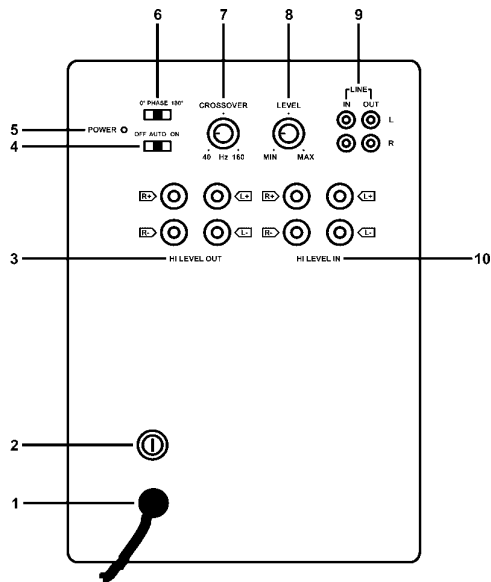 6 7 8 9
0° PHASE 180° CROSSOVER LEVEL LINE
IN OUT
5 POWER L
4 OFF AUTO ON R
40 Hz 160 MIN MAX
R+ L+ R+ L+
R- L- R- L-
3 HI LEVEL OUT HI LEVEL IN 10
2
1